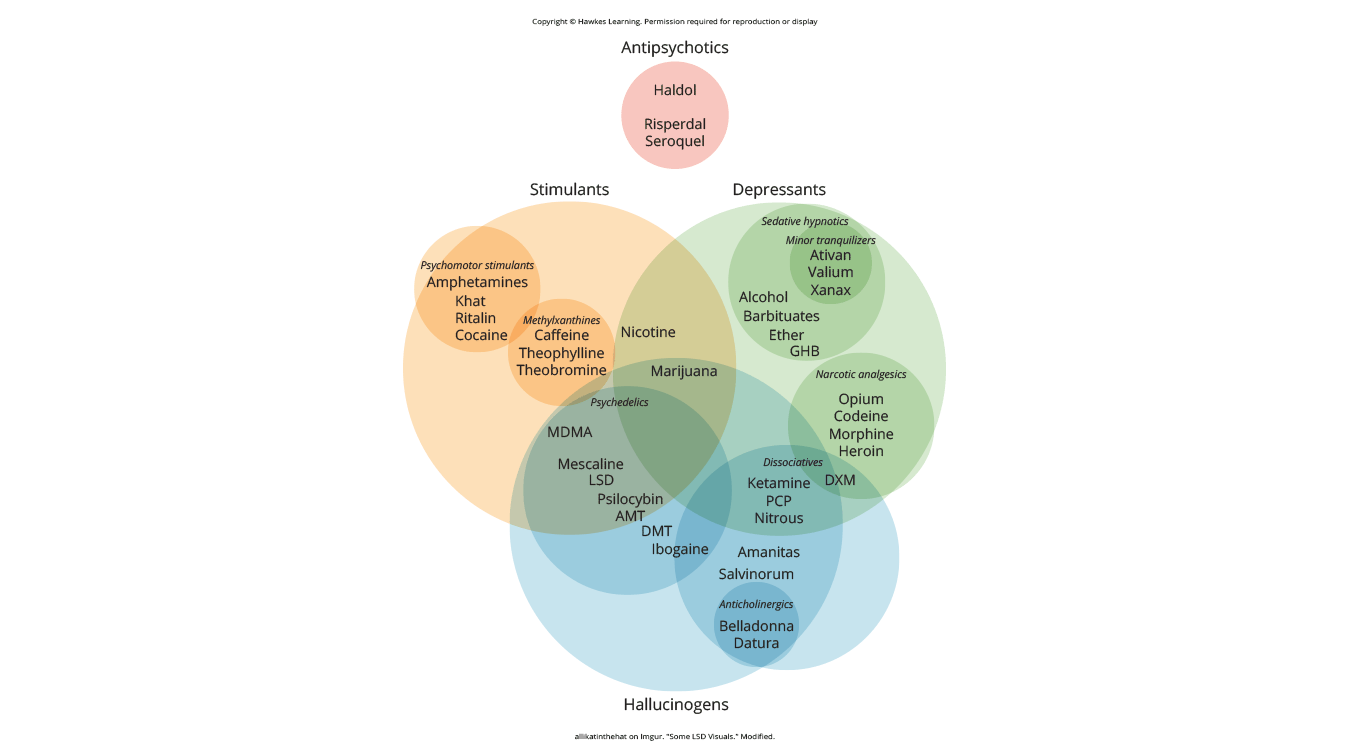 Copyright © Hawkes Learning. Permission required for reproduction or display
Antipsychotics
Haldol
Risperdal
Seroquel
Stimulants
Depressants
Psychomotor stimulants
Amphetamines
Khat
Ritalin
Cocaine
Methylxanthines
Caffeine
Theophylline
Theobromine
Nicotine
Marijuana
Sedative hypnotics
Minor tranquilizers
Ativan
Valium
Xanax
Alcohol
Barbituates
Ether
GHB
Narcotic analgesics
Opium
Codeine
Morphine
Heroin
DXM
Psychedelics
MDMA
Mescaline
LSD
Psilocybin
AMT
DMT
Ibogaine
Dissociatives
Ketamine
PCP
Nitrous
Amanitas
Salvinorum
Anticholinergics
Belladonna
Datura
Hallucinogens
allikatinthehat on Imgur. "Some LSD Visuals." Modified.